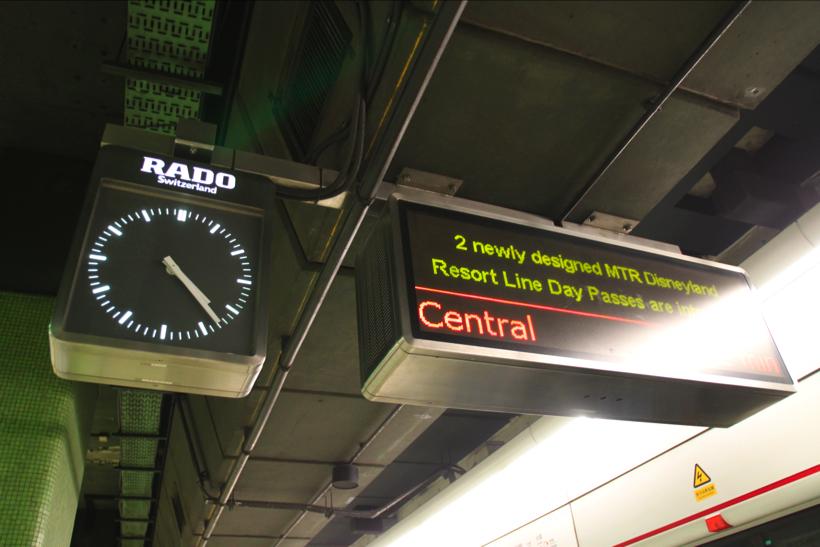 RADO
Switzerland
2 newly designed MTR Disneyland
Resort Line Day Passes are
Central